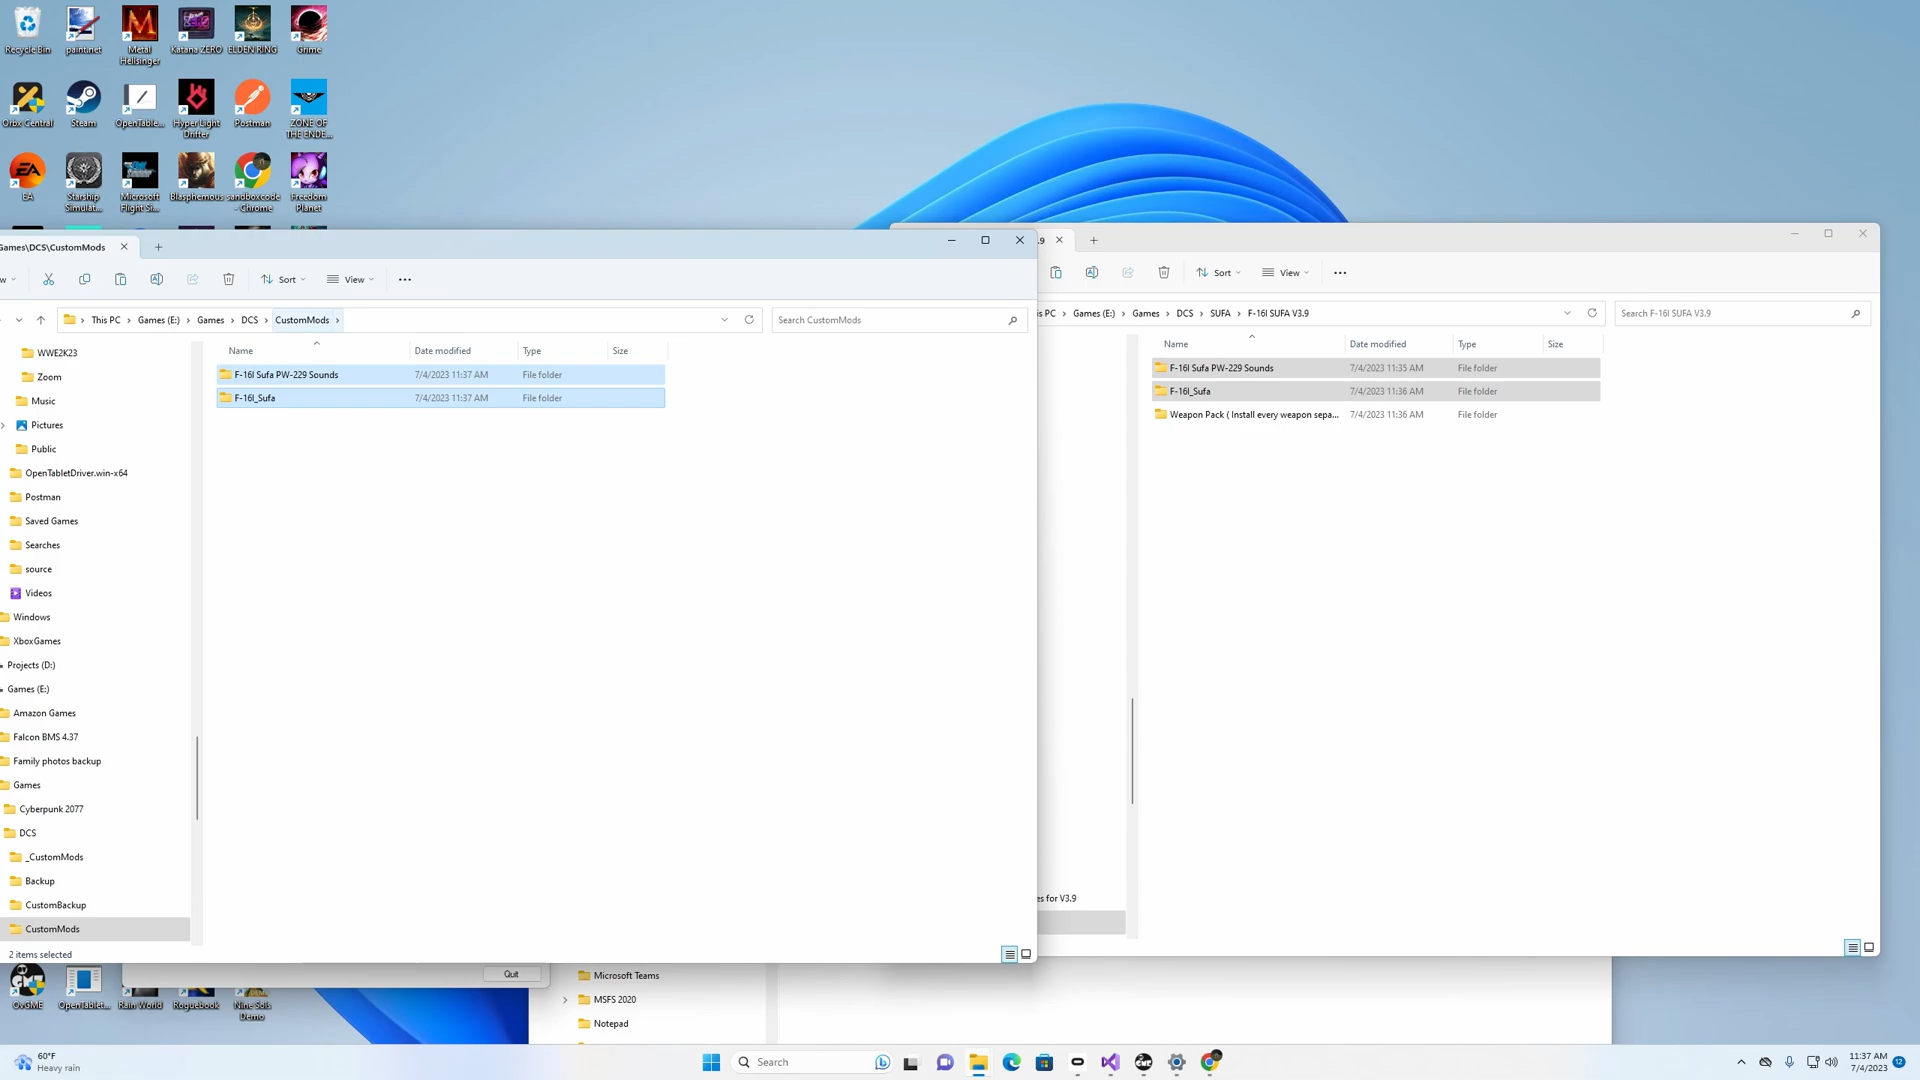 Recycle Bin
paint.net
Metal
Hellsinger
Katana ZERO
ELDEN RING
Grime
Orbx Central
Steam
OpenTable...
Hyper Light
Drifter
Postman
ZONE OF
THE ENDE...
EA
Starship
Simulat...
Microsoft
Flight Si...
Blasphemous
sandboxcode
- Chrome
Freedom
Planet
Games\DCS\CustomMods
Sort
View
This PC > Games (E:) > Games > DCS > CustomMods >
Search CustomMods
Name
Date modified
Type
Size
F-16I Sufa PW-229 Sounds
7/4/2023 11:37 AM
File folder
F-16I_Sufa
7/4/2023 11:37 AM
File folder
WWE2K23
Zoom
Music
Pictures
Public
OpenTabletDriver.win-x64
Postman
Saved Games
Searches
source
Videos
Windows
XboxGames
Projects (D:)
Games (E:)
Amazon Games
Falcon BMS 4.37
Family photos backup
Games
Cyberpunk 2077
DCS
_CustomMods
Backup
CustomBackup
CustomMods
2 items selected
.9
Sort
View
is PC > Games (E:) > Games > DCS > SUFA > F-16I SUFA V3.9
Search F-16I SUFA V3.9
Name
Date modified
Type
Size
F-16I Sufa PW-229 Sounds
7/4/2023 11:35 AM
File folder
F-16I_Sufa
7/4/2023 11:36 AM
File folder
Weapon Pack ( Install every weapon sepa...
7/4/2023 11:36 AM
File folder
es for V3.9
Quit
Microsoft Teams
MSFS 2020
Notepad
OvGME
OpenTablet...
Rain World
Roguebook
Nine Sols
Demo
60°F
Heavy rain
Search
11:37 AM
7/4/2023
12